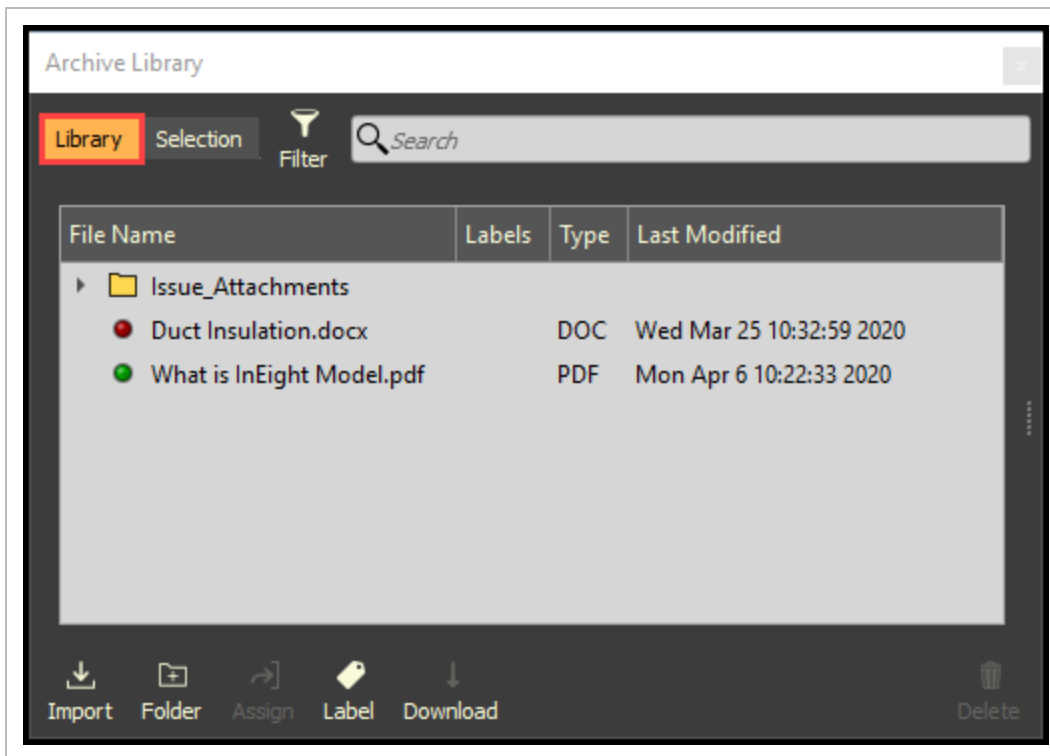 Archive Library
x
Library Selection Filter Search
File Name Labels Type Last Modified
Issue_Attachments
Duct Insulation.docx DOC Wed Mar 25 10:32:59 2020
What is InEight Model.pdf PDF Mon Apr 6 10:22:33 2020
Import Folder Assign Label Download Delete